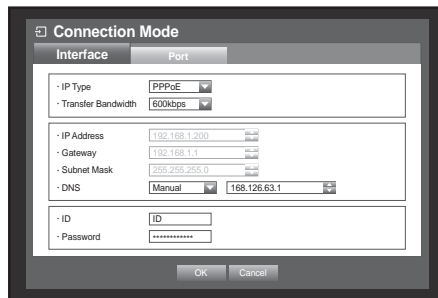 Connection Mode
Interface Port
· IP Type PPPoE
· Transfer Bandwidth 600kbps
· IP Address 192.168.1.200
· Gateway 192.168.1.1
· Subnet Mask 255.255.255.0
· DNS Manual 168.126.63.1
· ID ID
· Password ************
OK Cancel